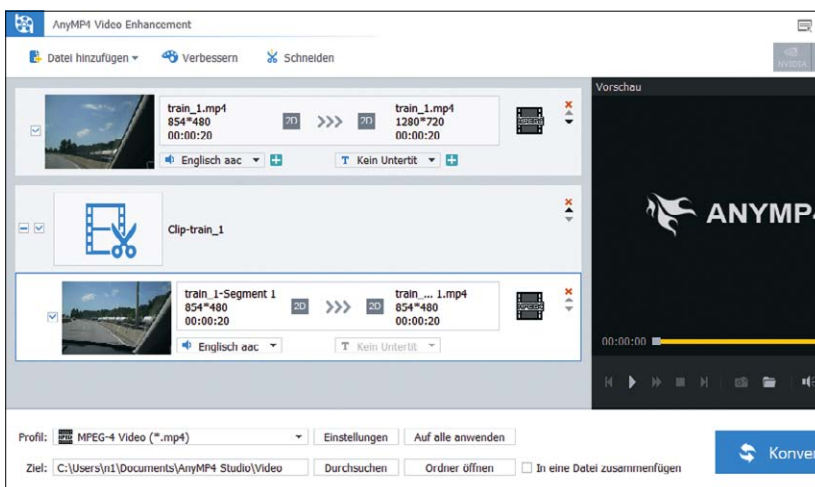 AnyMP4 Video Enhancement
Datei hinzufügen Verbessern Schneiden
NVIDIA
train_1.mp4
854*480
00:00:20
2D >>> 2D
train_1.mp4
1280*720
00:00:20
MPEG
Englisch aac
T Kein Untertit
Clip-train_1
train_1-Segment 1
854*480
00:00:20
2D >>> 2D
train_... 1.mp4
854*480
00:00:20
MPEG
Englisch aac
T Kein Untertit
Vorschau
ANYMP4
00:00:00
Profil: MPEG-4 Video (*.mp4) Einstellungen Auf alle anwenden
Ziel: C:\Users\n1\Documents\AnyMP4 Studio\Video Durchsuchen Ordner öffnen In eine Datei zusammenfügen
Konver